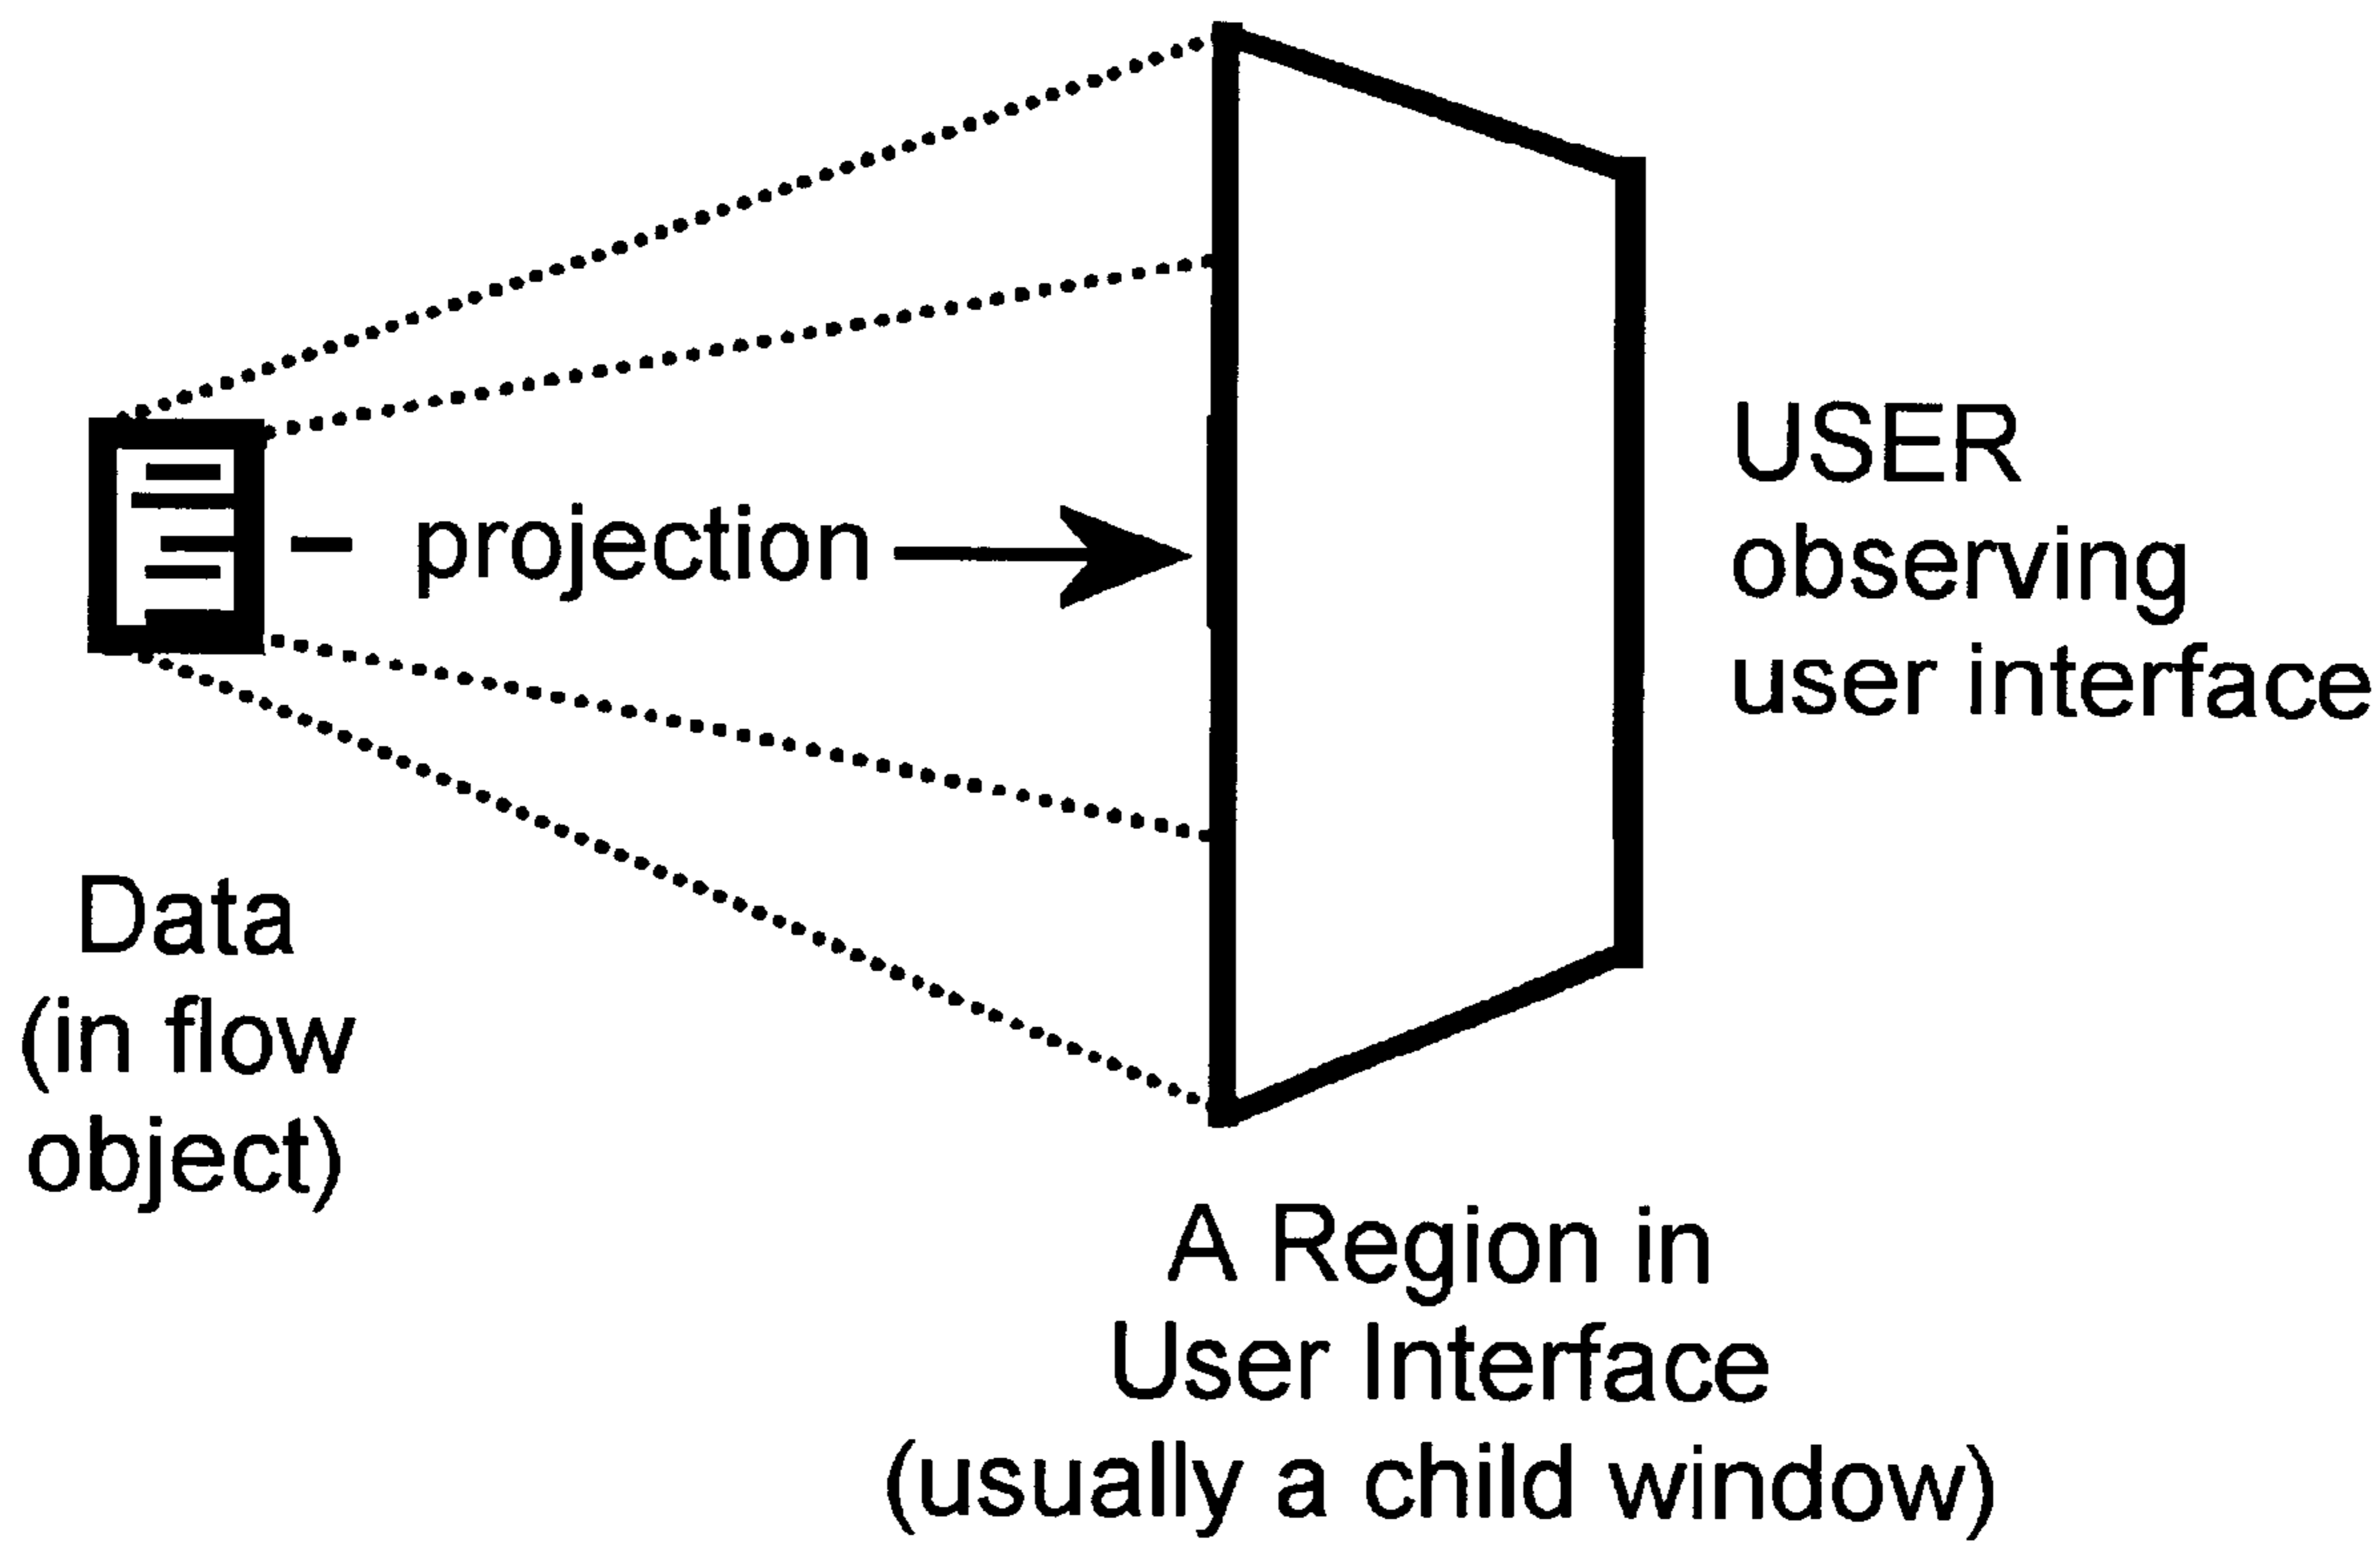 projection
USER
observing
user interface
Data
(in flow
object)
A Region in
User Interface
(usually a child window)